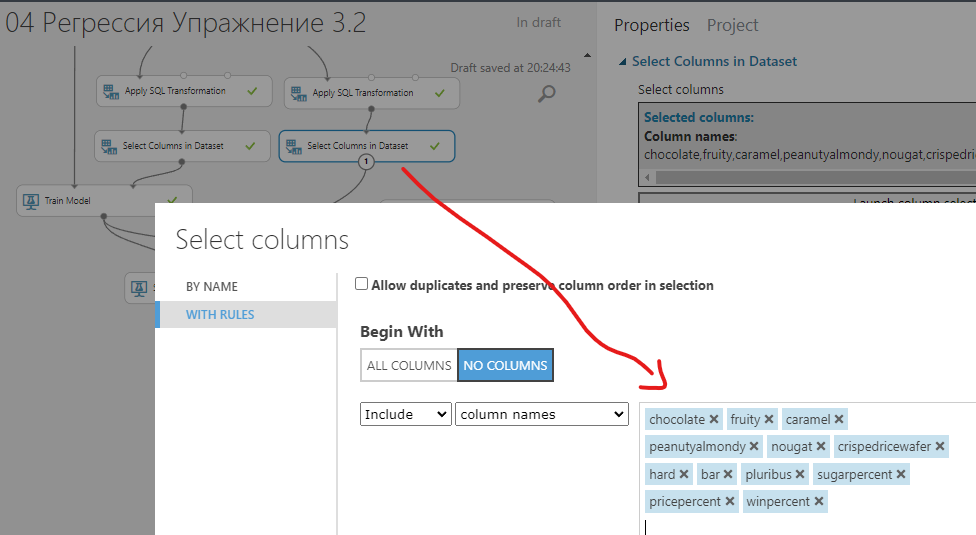 04 Регрессия Упражнение 3.2
In draft
Properties Project
Draft saved at 20:24:43
Select Columns in Dataset
Select columns
Selected columns:
Column names:
chocolate,fruity,caramel,peanutyalmondy,nougat,crispedri
Apply SQL Transformation
Apply SQL Transformation
Select Columns in Dataset
Select Columns in Dataset
1
Train Model
Launch column select
Select columns
BY NAME
WITH RULES
Allow duplicates and preserve column order in selection
Begin With
ALL COLUMNS NO COLUMNS
Include column names
chocolate fruity caramel
peanutyalmondy nougat crispedricewafer
hard bar pluribus sugarpercent
pricepercent winpercent